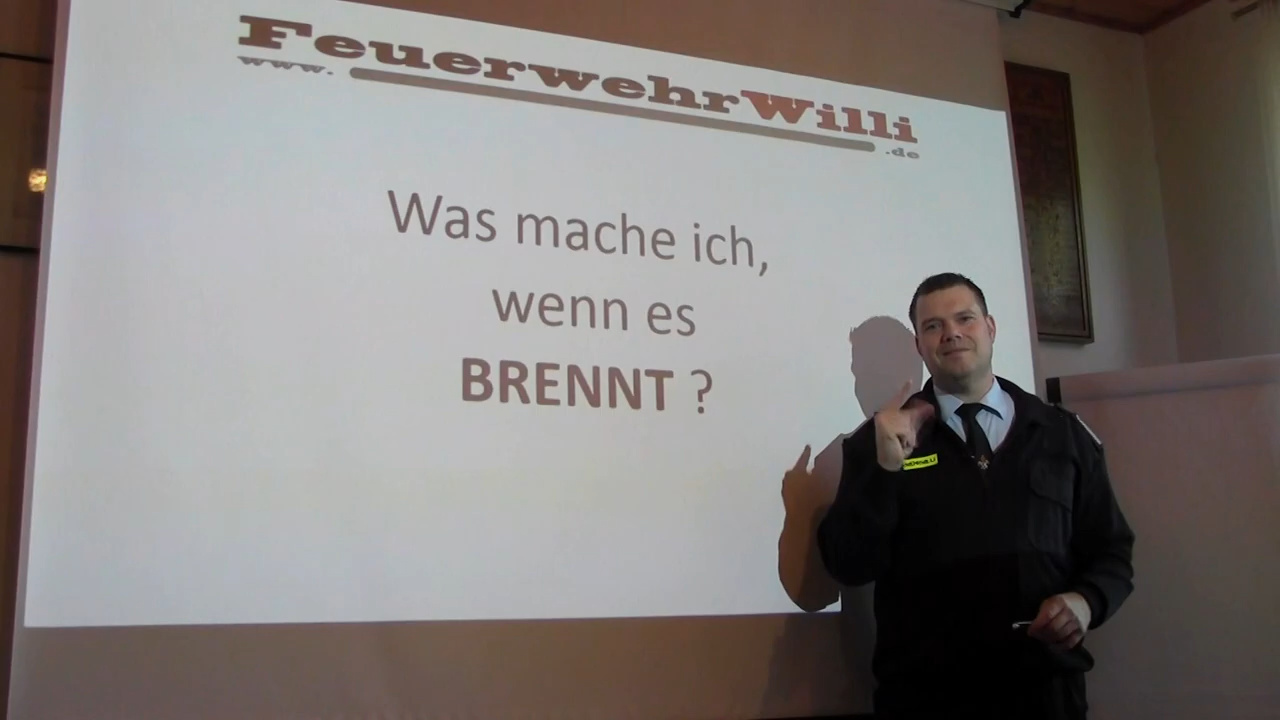 FeuerwehrWilli
www.
.de
Was mache ich,
wenn es
BRENNT ?